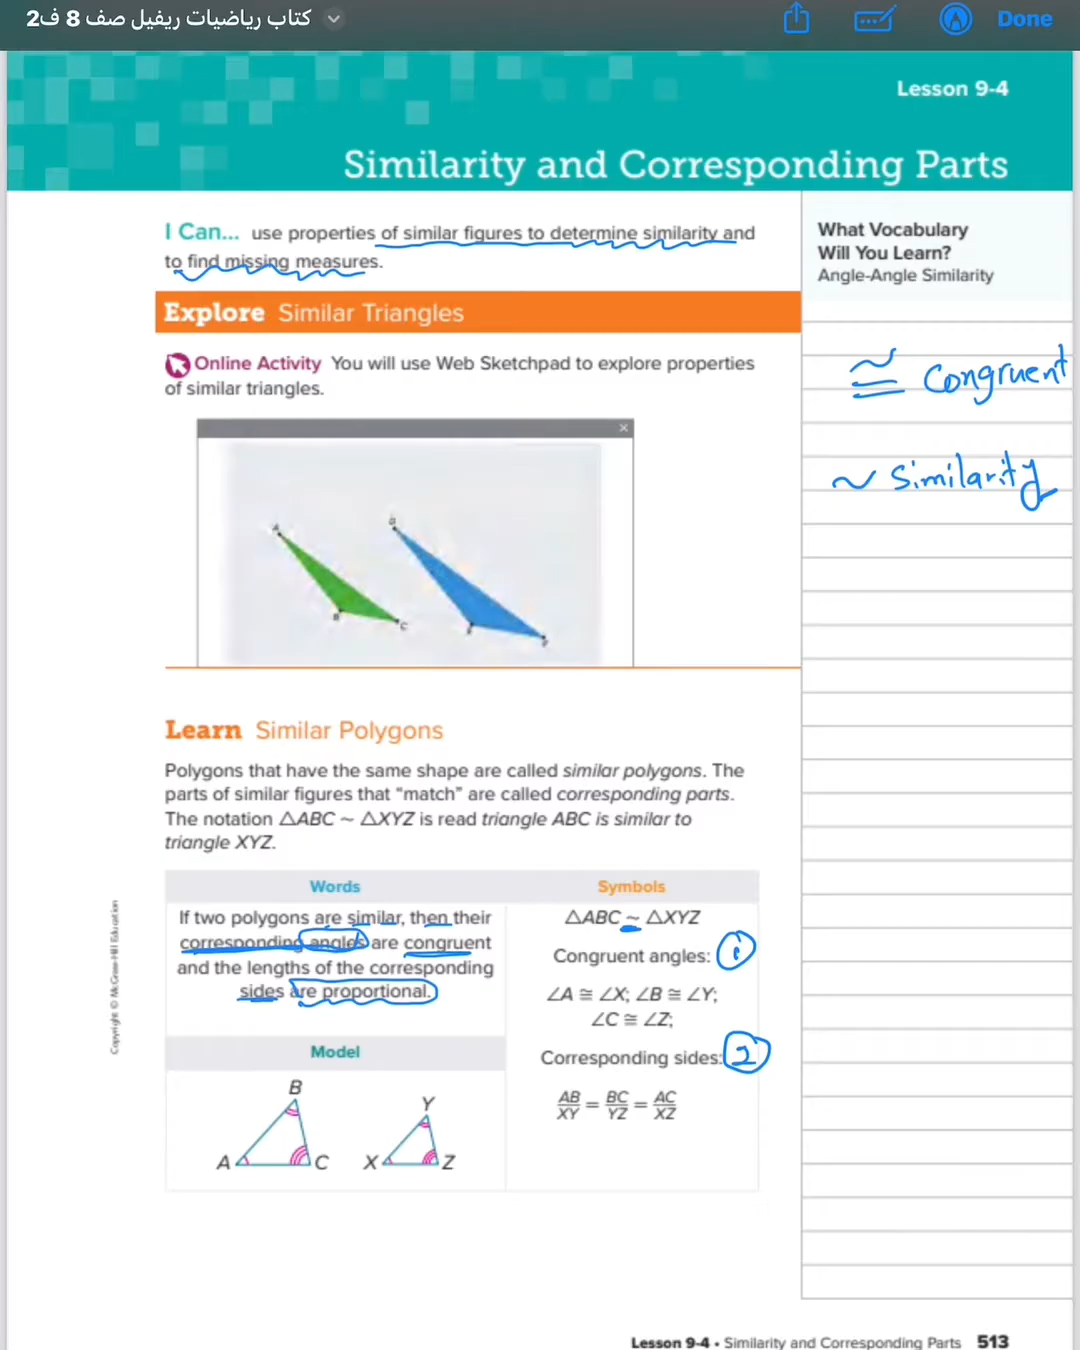 كتاب رياضيات ريفيل صف 8 ف2
Done
Lesson 9-4
Similarity and Corresponding Parts
I Can... use properties of similar figures to determine similarity and
to find missing measures.
What Vocabulary
Will You Learn?
Angle-Angle Similarity
Explore Similar Triangles
Online Activity You will use Web Sketchpad to explore properties
of similar triangles.
≅ Congruent
~ Similarity
A
B
C
D
Learn Similar Polygons
Polygons that have the same shape are called similar polygons. The
parts of similar figures that “match” are called corresponding parts.
The notation △ABC ~ △XYZ is read triangle ABC is similar to
triangle XYZ.
Words
If two polygons are similar, then their
corresponding angles are congruent
and the lengths of the corresponding
sides are proportional.
Model
B
A
C
Y
X
Z
Symbols
△ABC ~ △XYZ
Congruent angles: 1
∠A ≅ ∠X; ∠B ≅ ∠Y;
∠C ≅ ∠Z;
Corresponding sides: 2
AB/XY = BC/YZ = AC/XZ
Copyright © McGraw-Hill Education
Lesson 9-4 • Similarity and Corresponding Parts 513